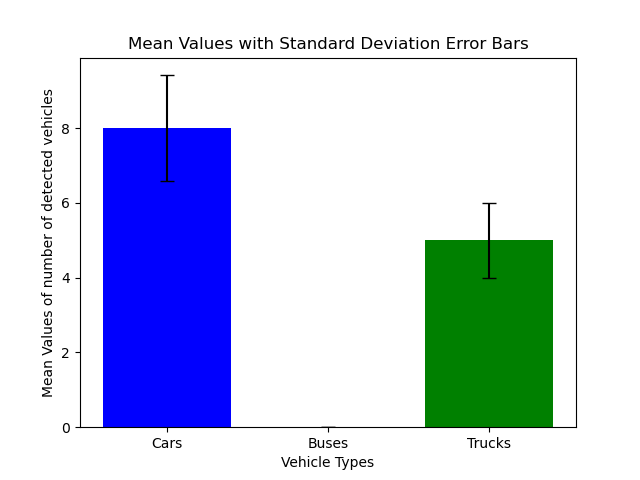 Mean Values with Standard Deviation Error Bars
Mean Values of number of detected vehicles
8
6
4
2
0
Cars Buses Trucks
Vehicle Types